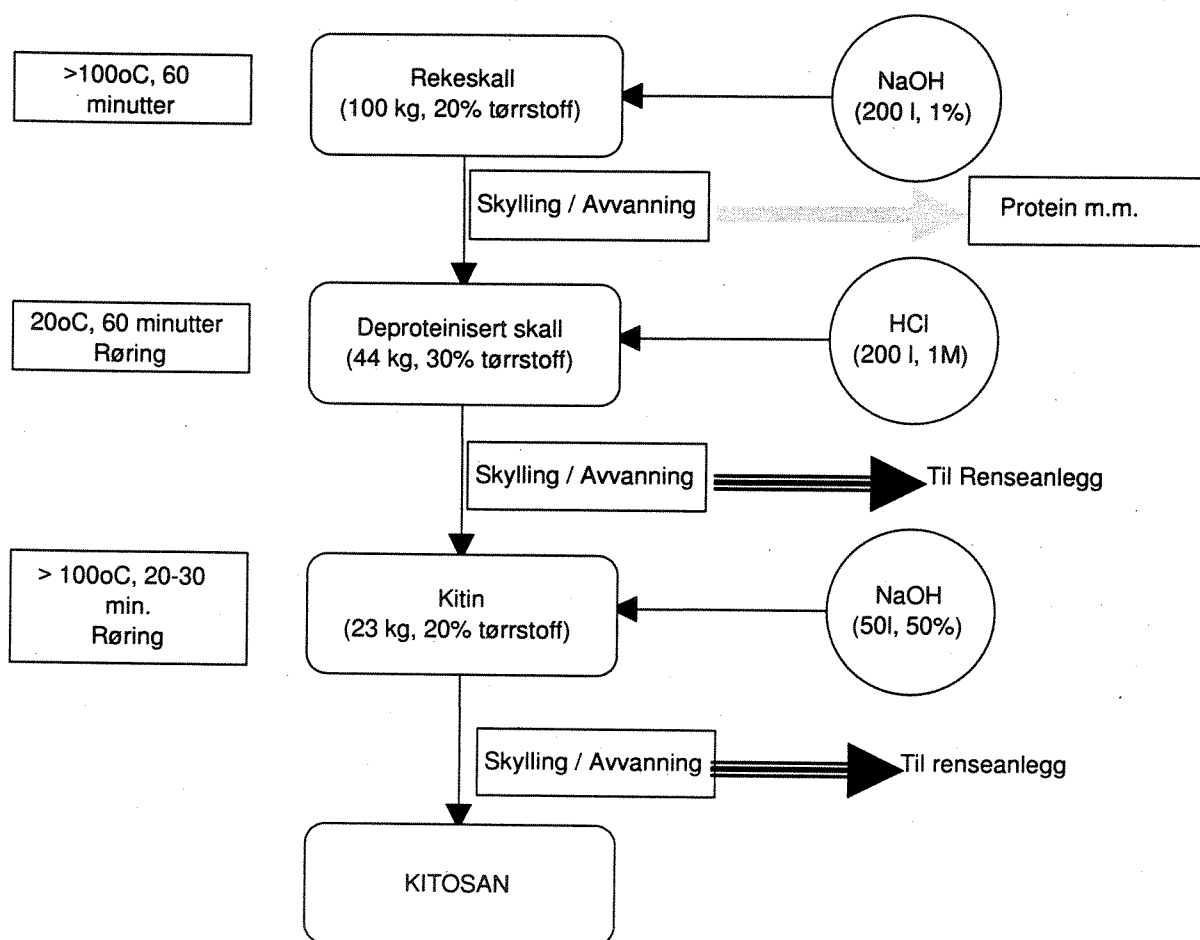 >100oC, 60
minutter
Rekeskall
(100 kg, 20% tørrstoff)
NaOH
(200 l, 1%)
Skylling / Avvanning
Protein m.m.
20oC, 60 minutter
Røring
Deproteinisert skall
(44 kg, 30% tørrstoff)
HCl
(200 l, 1M)
Skylling / Avvanning
Til Renseanlegg
> 100oC, 20-30
min.
Røring
Kitin
(23 kg, 20% tørrstoff)
NaOH
(50l, 50%)
Skylling / Avvanning
Til renseanlegg
KITOSAN